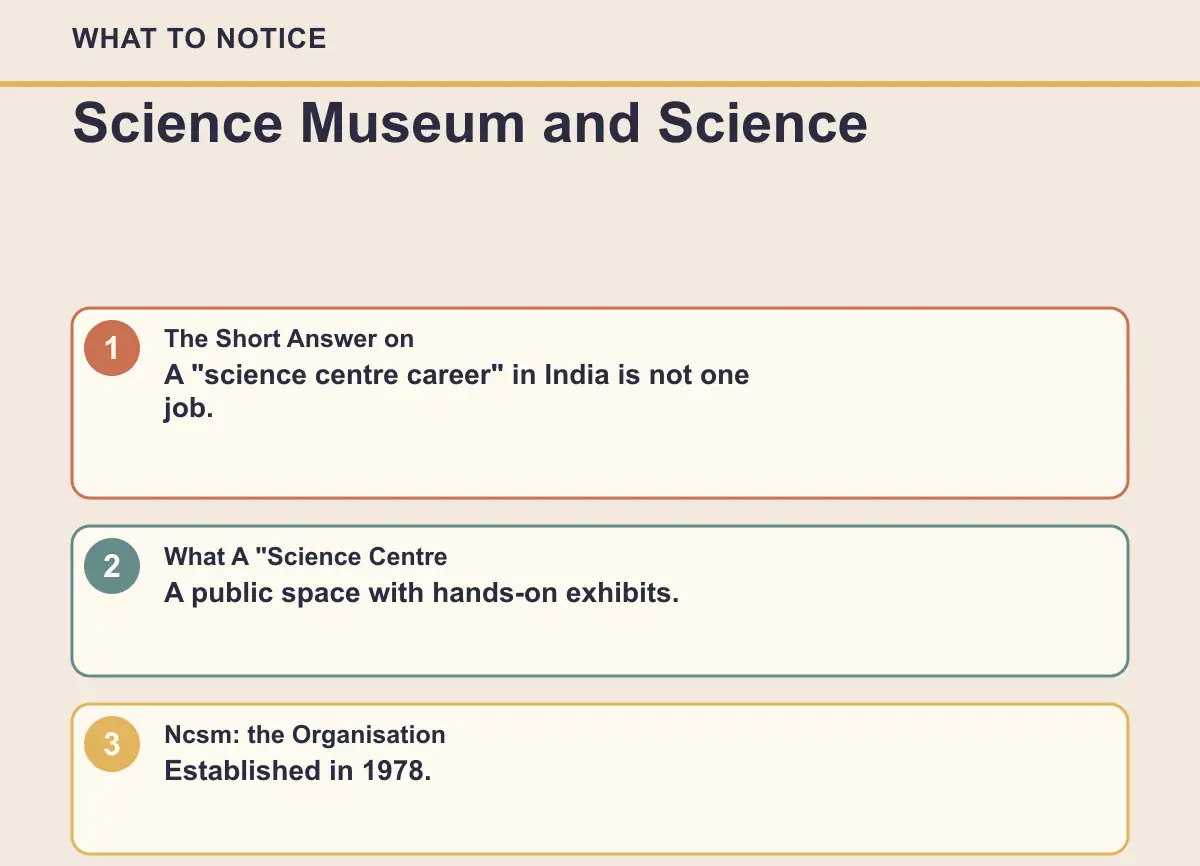 WHAT TO NOTICE
Science Museum and Science
1
The Short Answer on
A "science centre career" in India is not one
job.
2
What A "Science Centre
A public space with hands-on exhibits.
3
Ncsm: the Organisation
Established in 1978.